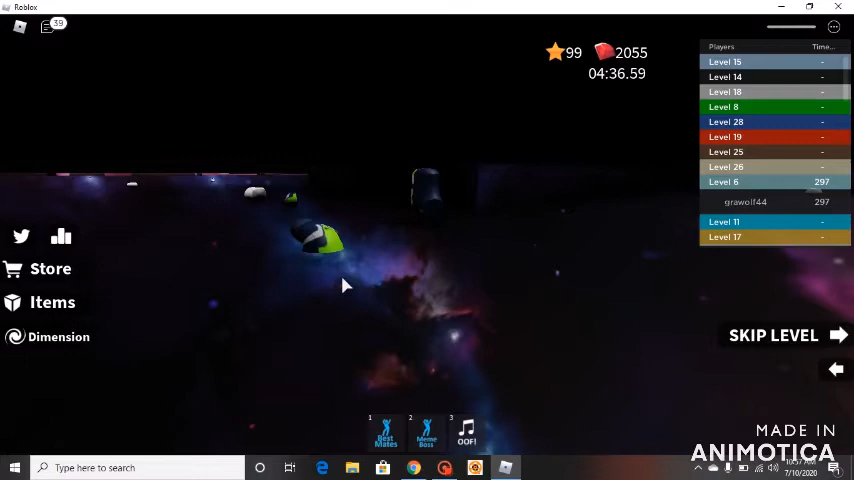 Roblox
39
99 2055
04:36.59
Players Time...
Level 15 -
Level 14 -
Level 18 -
Level 8 -
Level 28 -
Level 19 -
Level 25 -
Level 26 -
Level 6 297
grawolf44 297
Level 11 -
Level 17 -
Store
Items
Dimension
SKIP LEVEL
1 Best Mates
2 Meme Boss
3 OOF!
MADE IN
ANIMOTICA
Type here to search
10:57 AM
7/10/2020